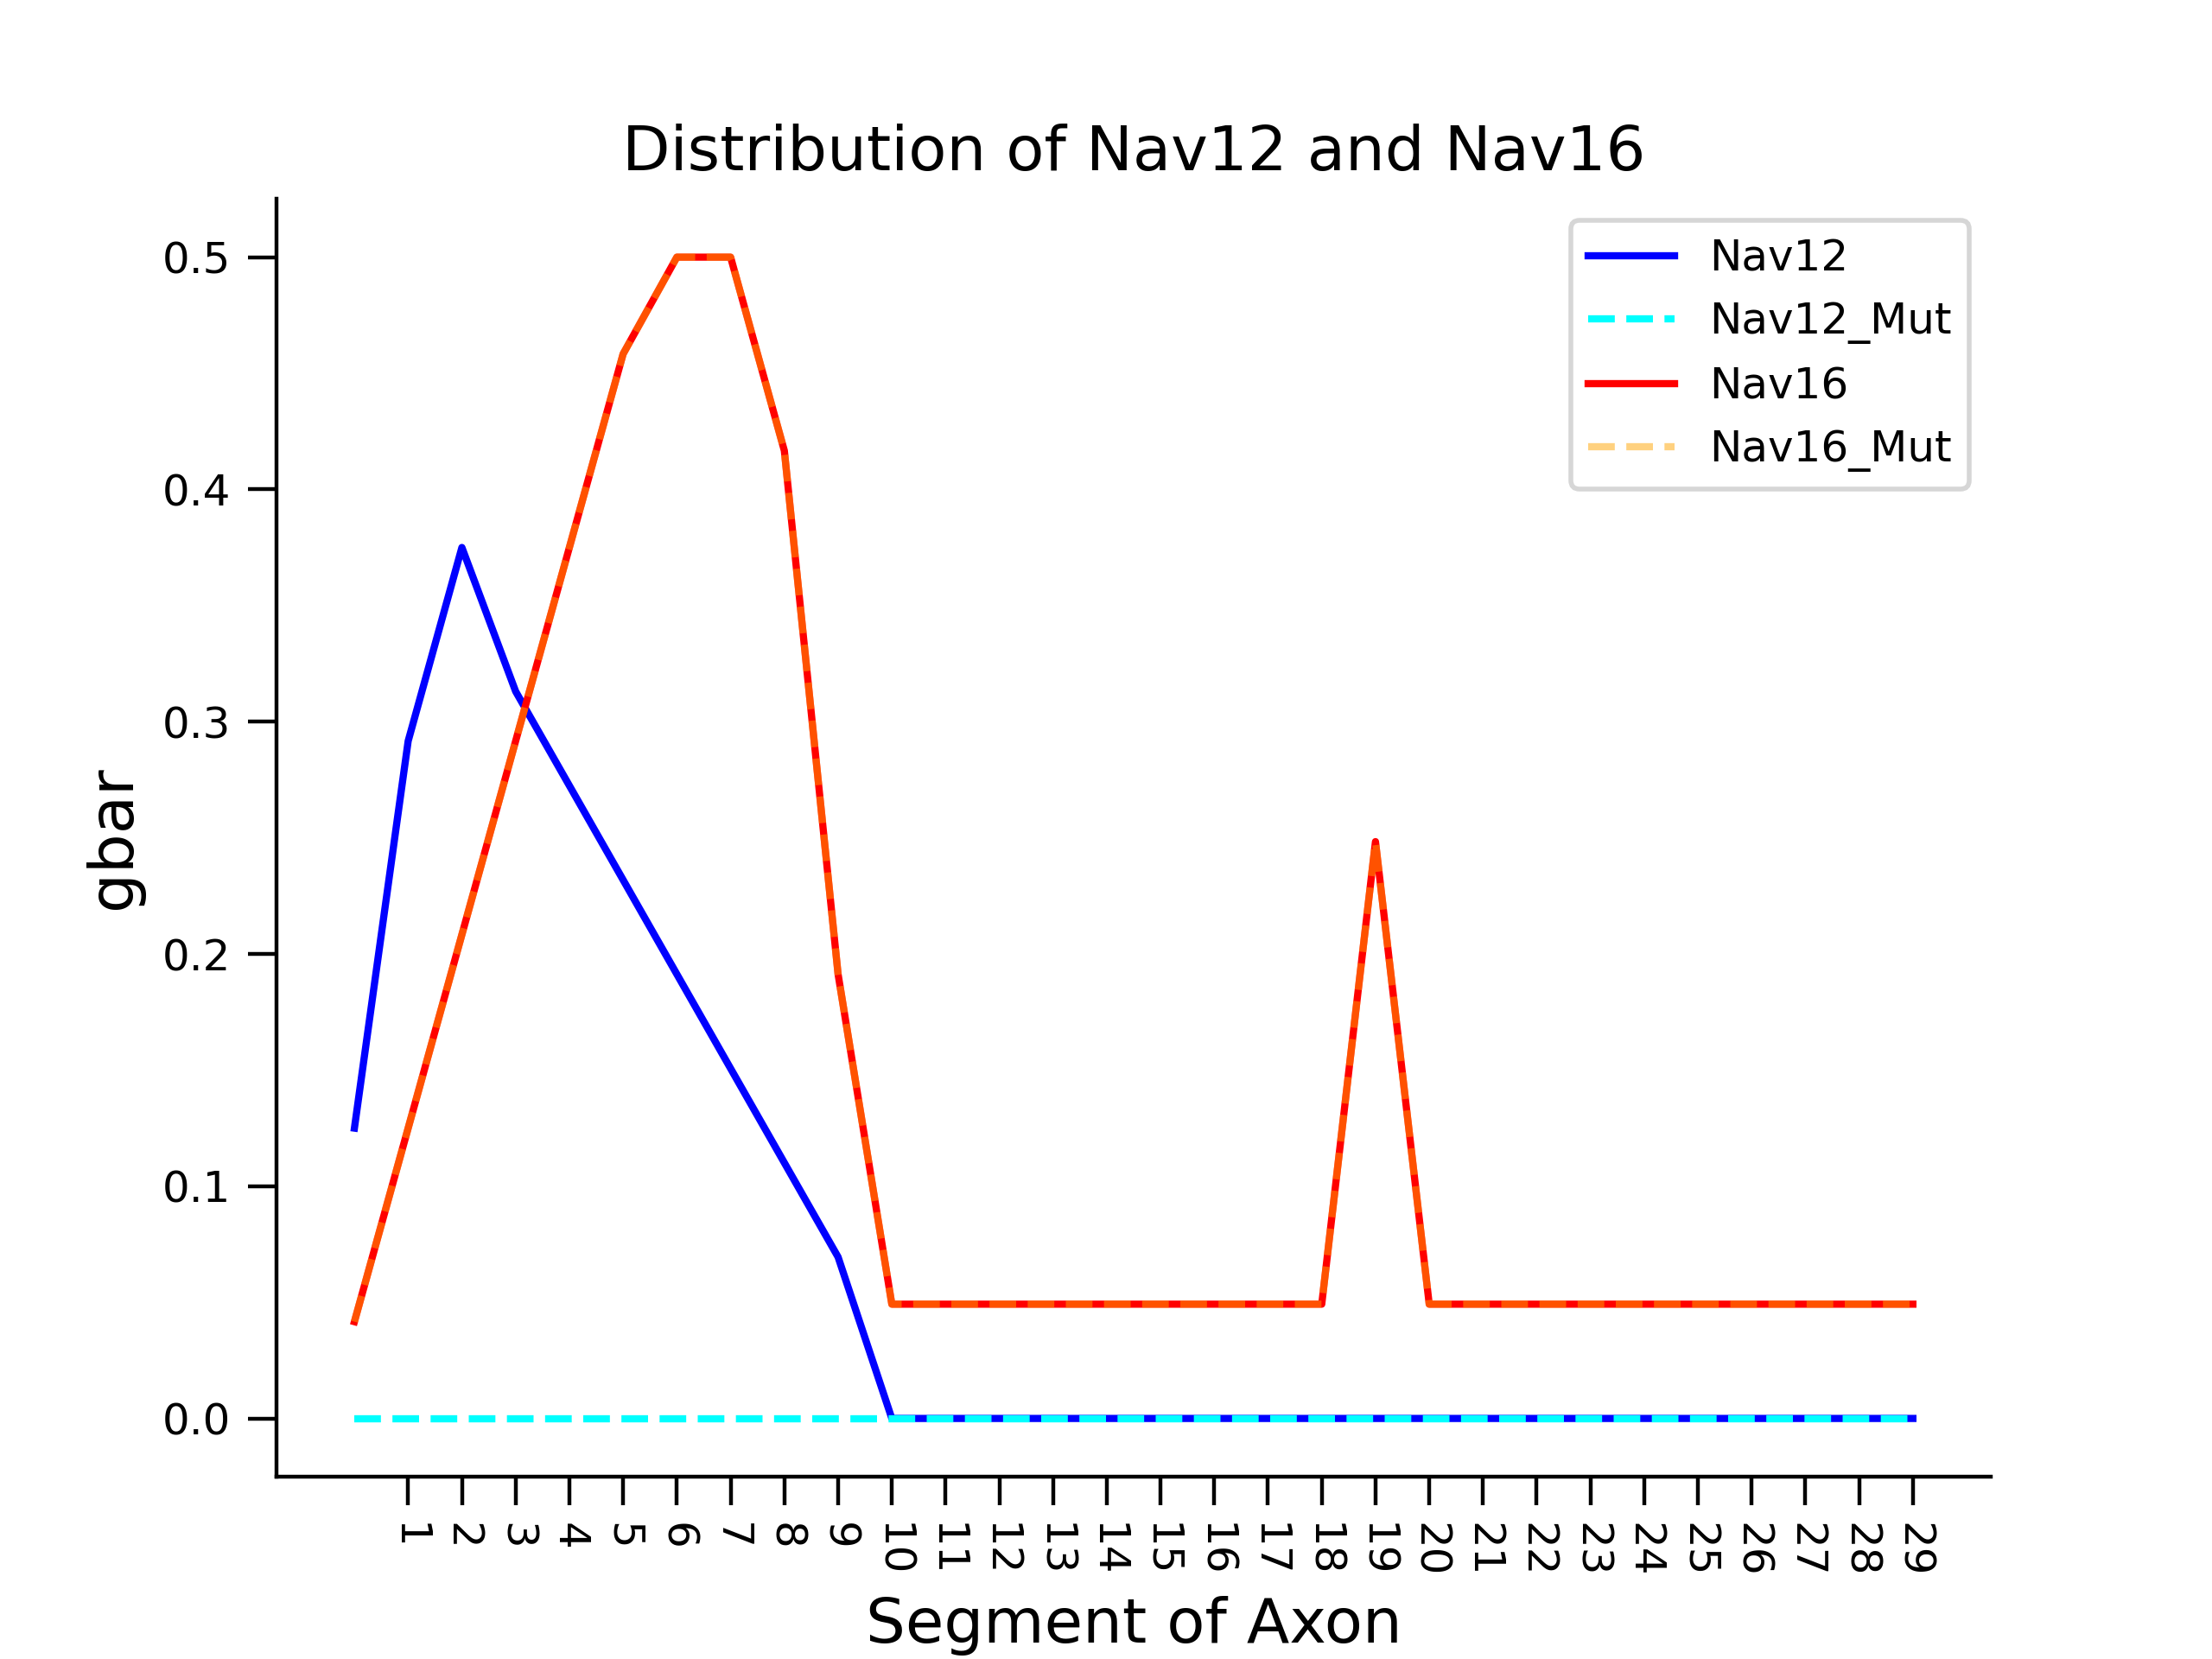 Distribution of Nav12 and Nav16
Nav12
Nav12_Mut
Nav16
Nav16_Mut
0.5
0.4
0.3
0.2
0.1
0.0
gbar
1 2 3 4 5 6 7 8 9 10 11 12 13 14 15 16 17 18 19 20 21 22 23 24 25 26 27 28 29
Segment of Axon